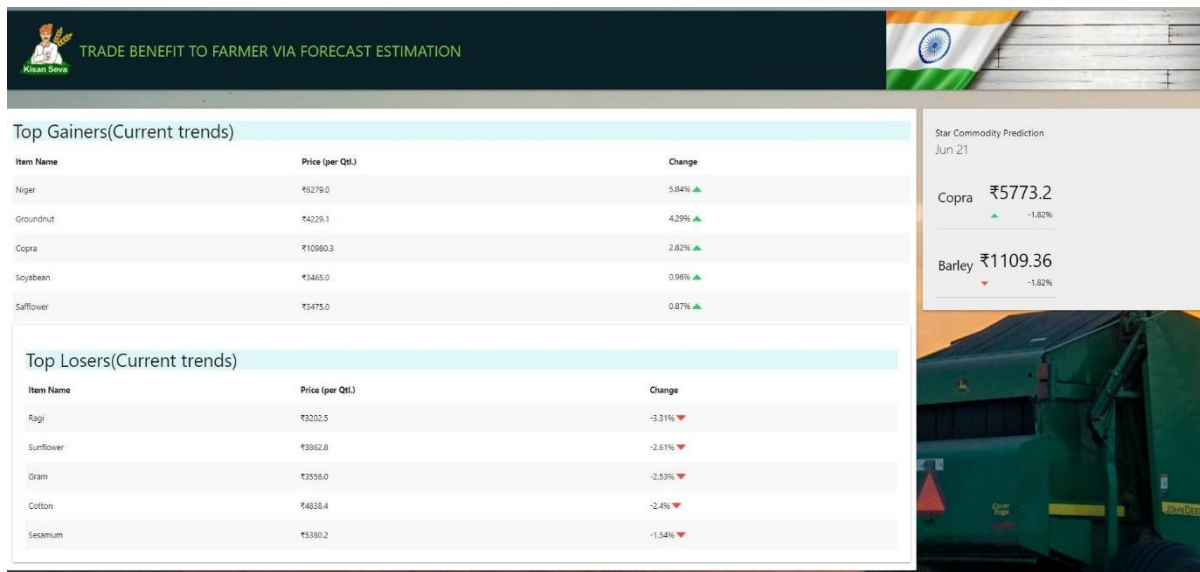 Kisan Seva
TRADE BENEFIT TO FARMER VIA FORECAST ESTIMATION
Top Gainers(Current trends)
Item Name Price (per Qtl.) Change
Niger ₹6279.0 5.84%
Groundnut ₹4229.1 4.29%
Copra ₹10980.3 2.82%
Soyabean ₹3465.0 0.96%
Safflower ₹3475.0 0.87%
Top Losers(Current trends)
Item Name Price (per Qtl.) Change
Ragi ₹3202.5 -3.31%
Sunflower ₹3862.8 -2.61%
Gram ₹3556.0 -2.53%
Cotton ₹4838.4 -2.4%
Sesamum ₹5380.2 -1.54%
Star Commodity Prediction
Jun 21
Copra ₹5773.2
-1.82%
Barley ₹1109.36
-1.82%